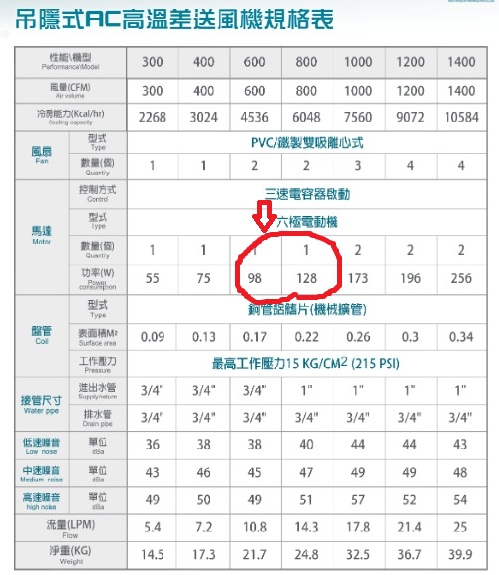 吊隱式AC高溫差送風機規格表
性能\機型 300 400 600 800 1000 1200 1400
Performance\Model
風量(CFM) 300 400 600 800 1000 1200 1400
Air volume
冷房能力(Kcal/hr) 2268 3024 4536 6048 7560 9072 10584
Cooling capacity
風扇 Fan 型式 PVC/鐵製雙吸離心式
Type
數量(個) 1 1 2 2 3 4 4
Quantity
馬達 Motor 控制方式 三速電容器啟動
Control
型式 六極電動機
Type
數量(個) 1 1 1 1 2 2 2
Quantity
功率(W) 55 75 98 128 173 196 256
Power consumption
盤管 Coil 型式 銅管鋁鰭片(機械擴管)
Type
表面積M² 0.09 0.13 0.17 0.22 0.26 0.3 0.34
Surface area
工作壓力 最高工作壓力15 KG/CM2 (215 PSI)
Pressure
接管尺寸 Water ppe 進出水管 3/4" 3/4" 3/4" 1" 1" 1" 1"
Supply/return
排水管 3/4" 3/4" 3/4" 3/4" 3/4" 3/4" 3/4"
Drain pipe
低速噪音 單位 36 38 38 40 44 44 43
Low nose dBa
中速噪音 單位 43 46 45 47 49 49 48
Medium noise dBa
高速噪音 單位 49 50 49 51 57 52 54
high noise dBa
流量(LPM) 5.4 7.2 10.8 14.3 17.8 21.4 25
Flow
淨重(KG) 14.5 17.3 21.7 24.8 32.5 36.7 39.9
Weight